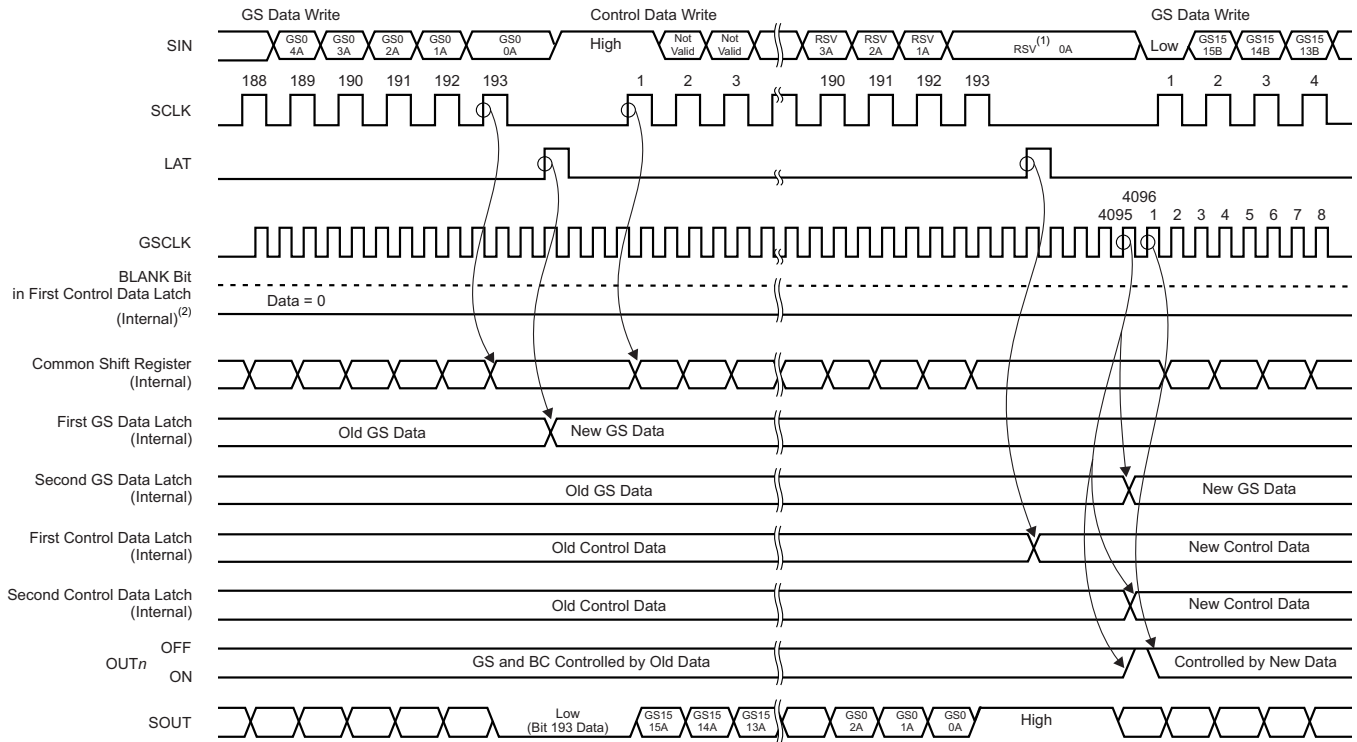 GS Data Write Control Data Write GS Data Write
SIN
GS0 4A GS0 3A GS0 2A GS0 1A GS0 0A High Not Valid Not Valid RSV 3A RSV 2A RSV 1A RSV(1) 0A Low GS15 15B GS15 14B GS15 13B
188 189 190 191 192 193 1 2 3 190 191 192 193 1 2 3 4
SCLK
LAT
4096
4095 1 2 3 4 5 6 7 8
GSCLK
BLANK Bit
in First Control Data Latch
(Internal)(2)
Data = 0
Common Shift Register
(Internal)
First GS Data Latch
(Internal)
Old GS Data New GS Data
Second GS Data Latch
(Internal)
Old GS Data New GS Data
First Control Data Latch
(Internal)
Old Control Data New Control Data
Second Control Data Latch
(Internal)
Old Control Data New Control Data
OFF
OUTn
ON
GS and BC Controlled by Old Data Controlled by New Data
SOUT
Low
(Bit 193 Data)
GS15 15A GS15 14A GS15 13A GS0 2A GS0 1A GS0 0A High